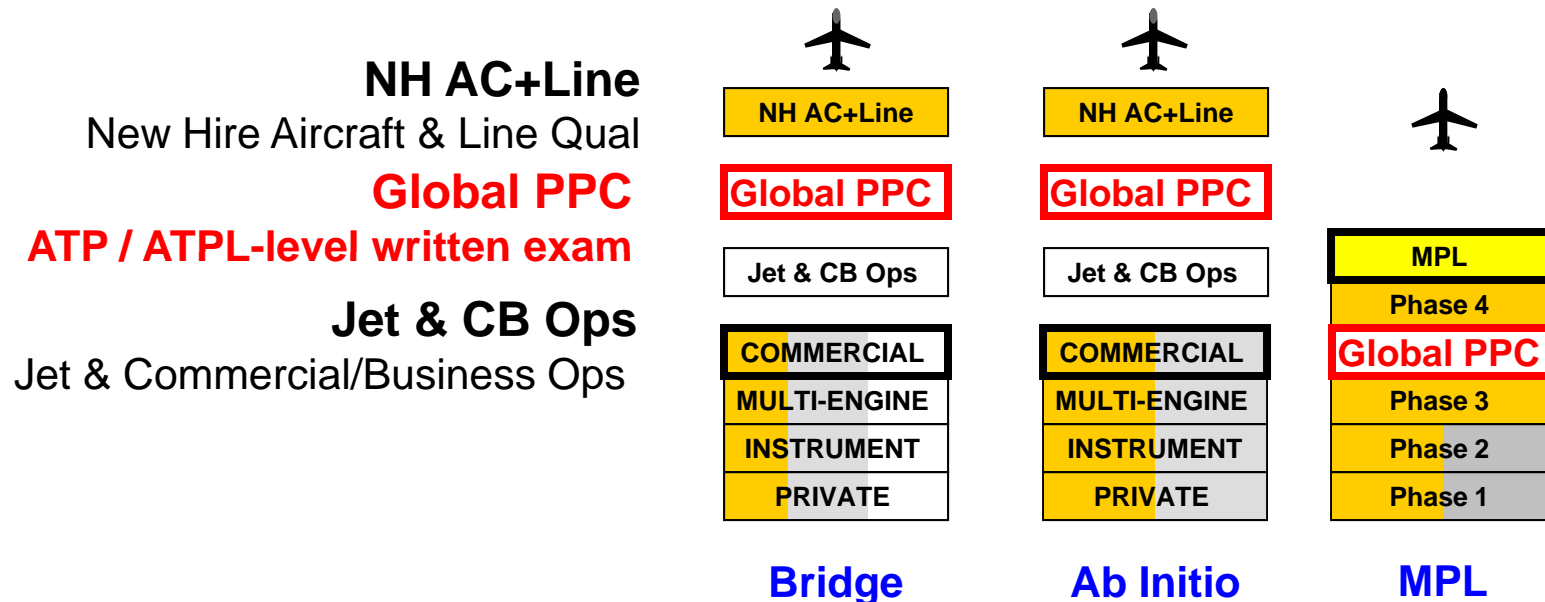 NH AC+Line
New Hire Aircraft & Line Qual
Global PPC
ATP / ATPL-level written exam
Jet & CB Ops
Jet & Commercial/Business Ops
NH AC+Line
Global PPC
Jet & CB Ops
COMMERCIAL
MULTI-ENGINE
INSTRUMENT
PRIVATE
Bridge
NH AC+Line
Global PPC
Jet & CB Ops
COMMERCIAL
MULTI-ENGINE
INSTRUMENT
PRIVATE
Ab Initio
MPL
Phase 4
Global PPC
Phase 3
Phase 2
Phase 1
MPL